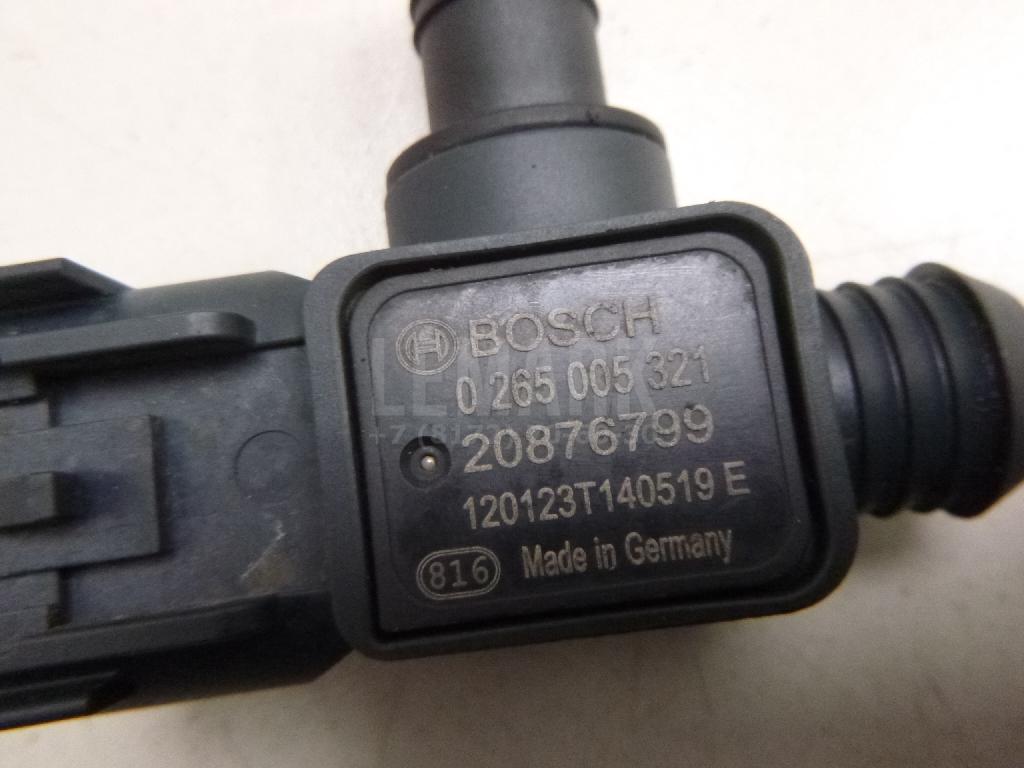 BOSCH
0 265 005 321
20876799
120123T140519 E
816 Made in Germany